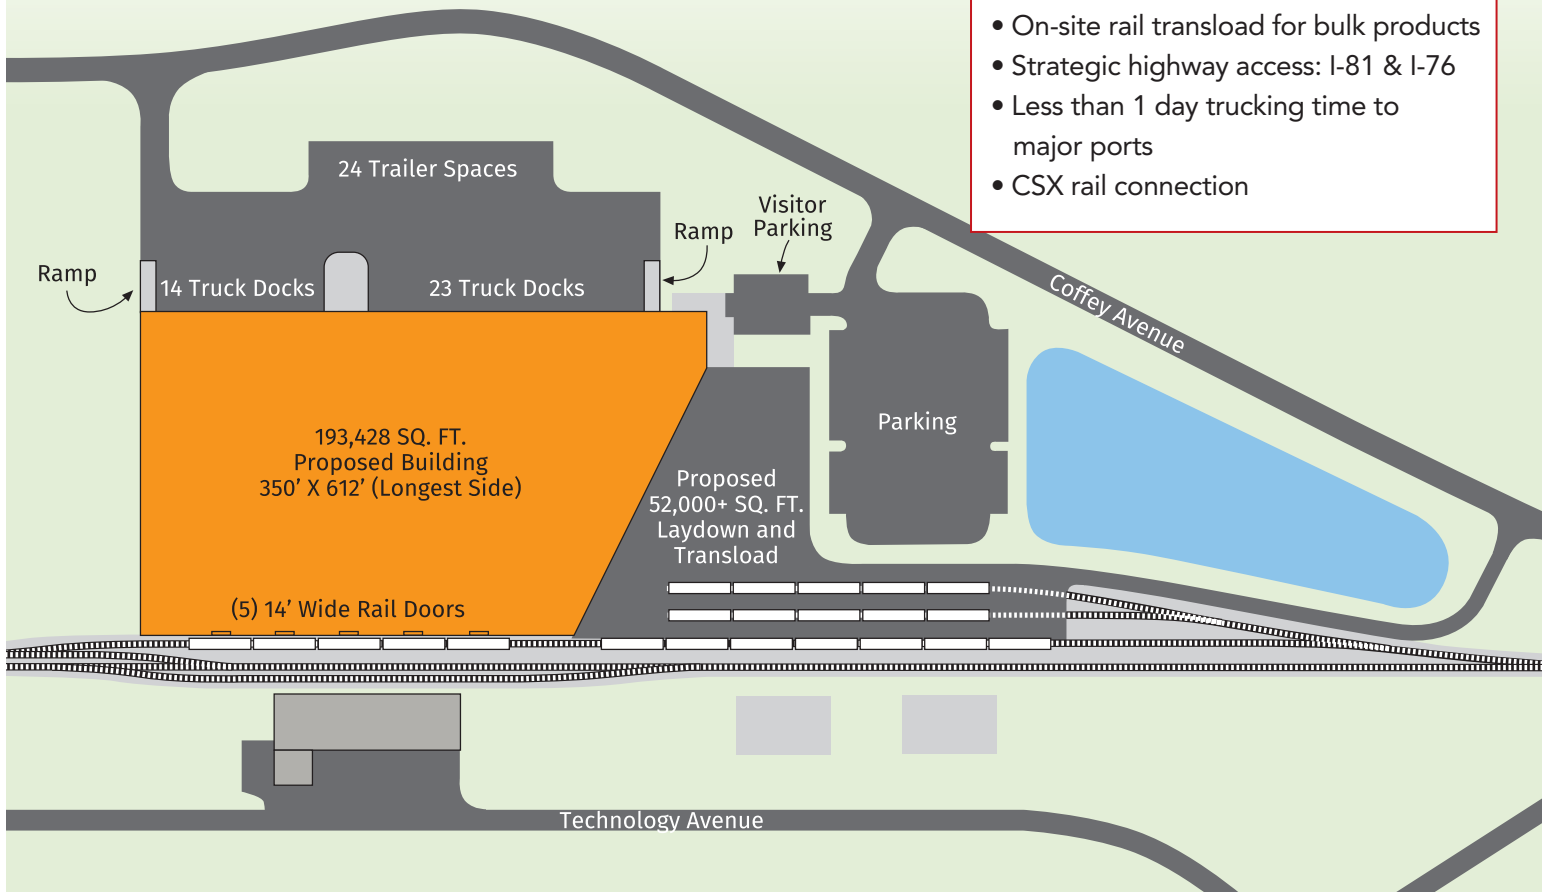 • On-site rail transload for bulk products
• Strategic highway access: I-81 & I-76
• Less than 1 day trucking time to
major ports
• CSX rail connection
24 Trailer Spaces
Visitor
Parking
Ramp
Ramp
14 Truck Docks
23 Truck Docks
Coffey Avenue
Parking
193,428 SQ. FT.
Proposed Building
350’ X 612’ (Longest Side)
Proposed
52,000+ SQ. FT.
Laydown and
Transload
(5) 14’ Wide Rail Doors
Technology Avenue